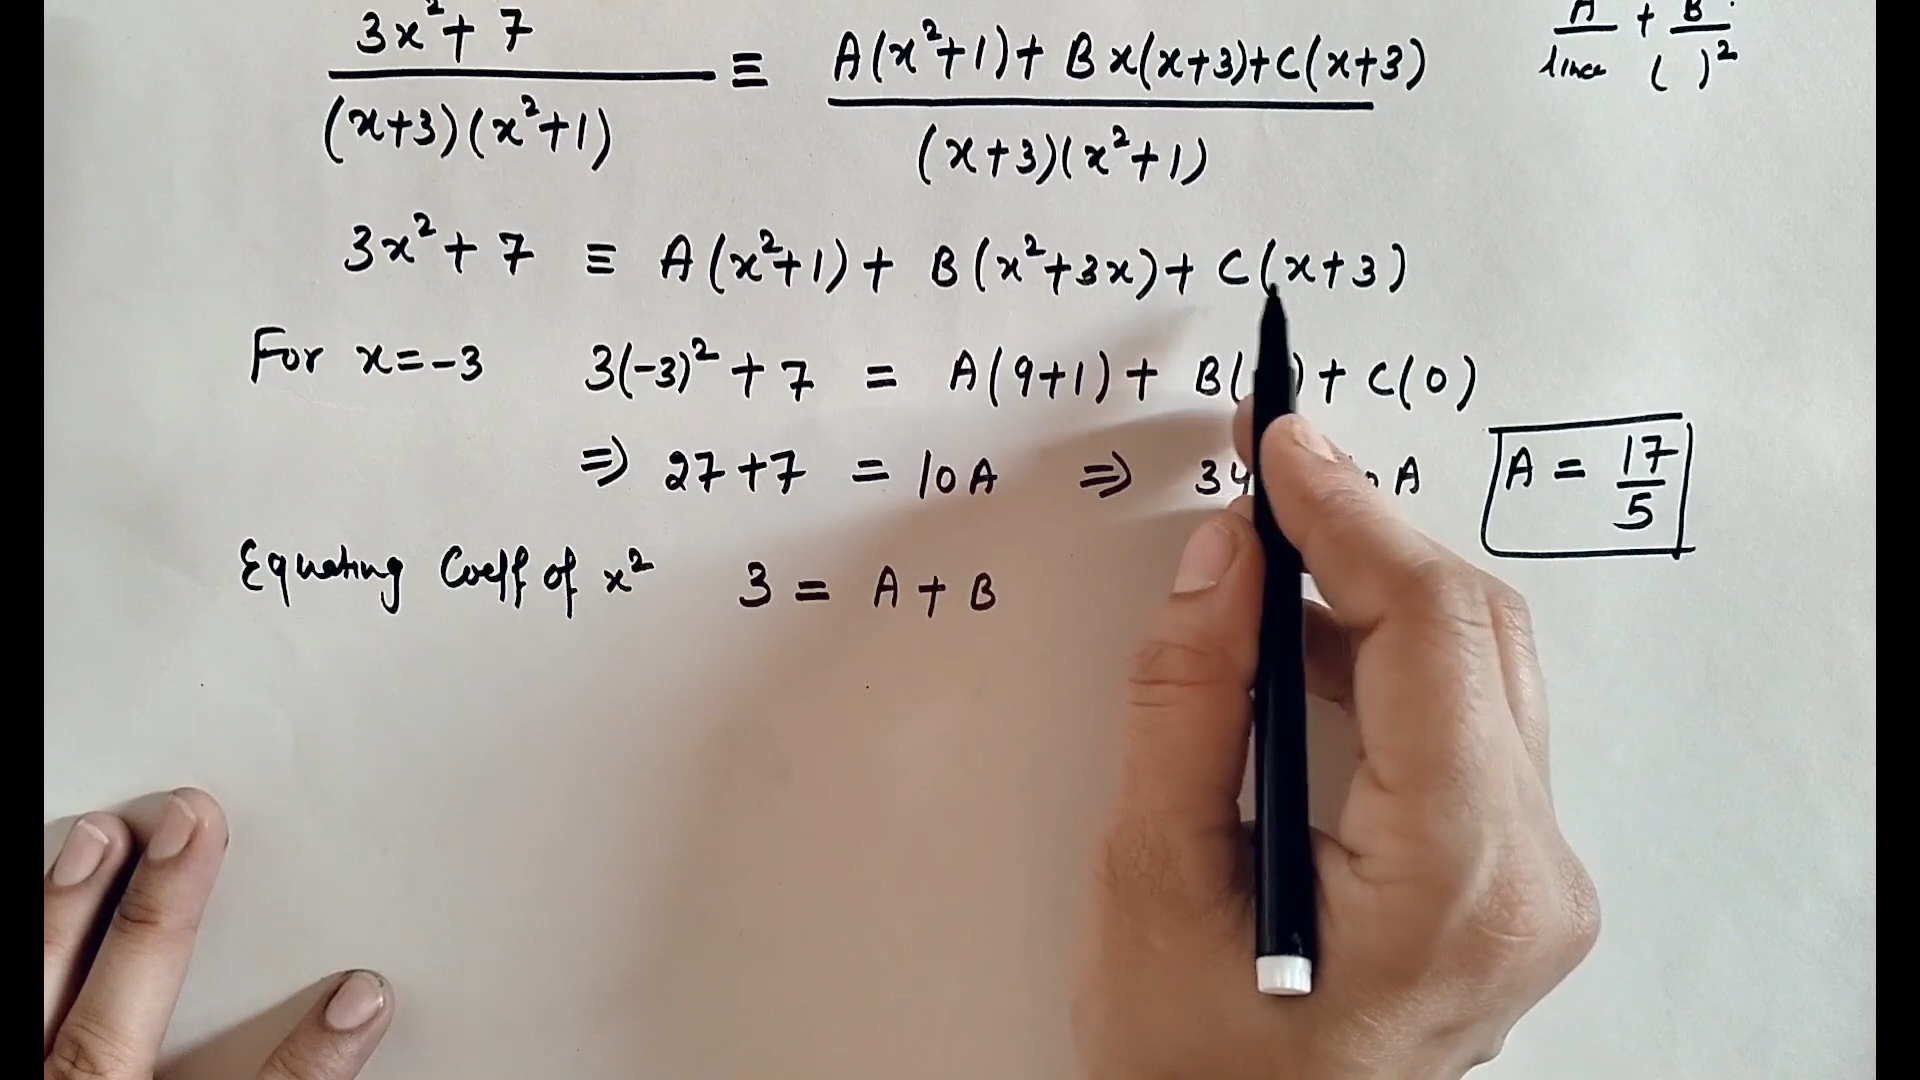 3x²+7 / (x+3)(x²+1) ≡ A(x²+1)+Bx(x+3)+C(x+3) / (x+3)(x²+1)
A + B
( )²
3x²+7 ≡ A(x²+1)+ B(x²+3x)+ C(x+3)
For x=-3 3(-3)²+7 = A(9+1)+ B( )+ C(0)
⇒ 27+7 = 10A ⇒ 34 A A = 17/5
Equating Coeff of x² 3 = A+B